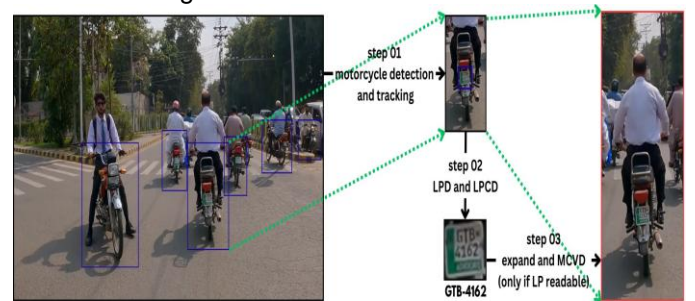 step 01
motorcycle detection
and tracking
step 02
LPD and LPCD
GTB
4162
GTB-4162
step 03
expand and MCVD
(only if LP readable)